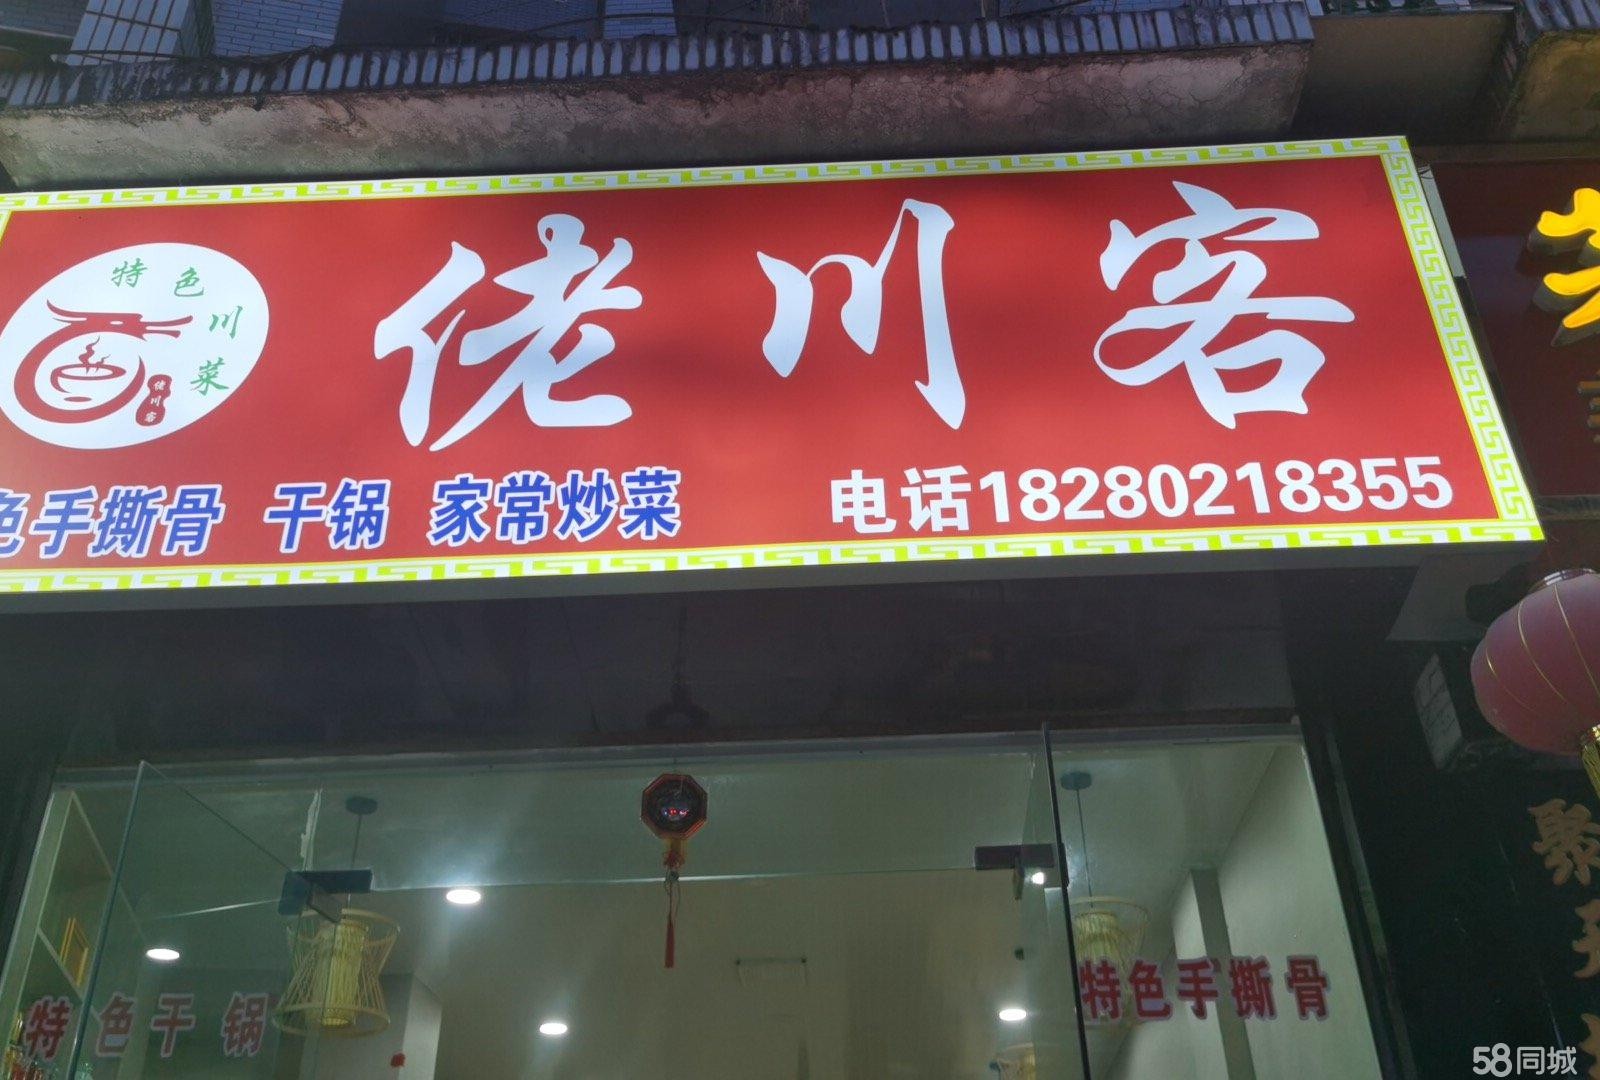 特色川菜
佬川客
佬川客
色手撕骨 干锅 家常炒菜
电话18280218355
特色干锅
特色手撕骨
聚
58同城